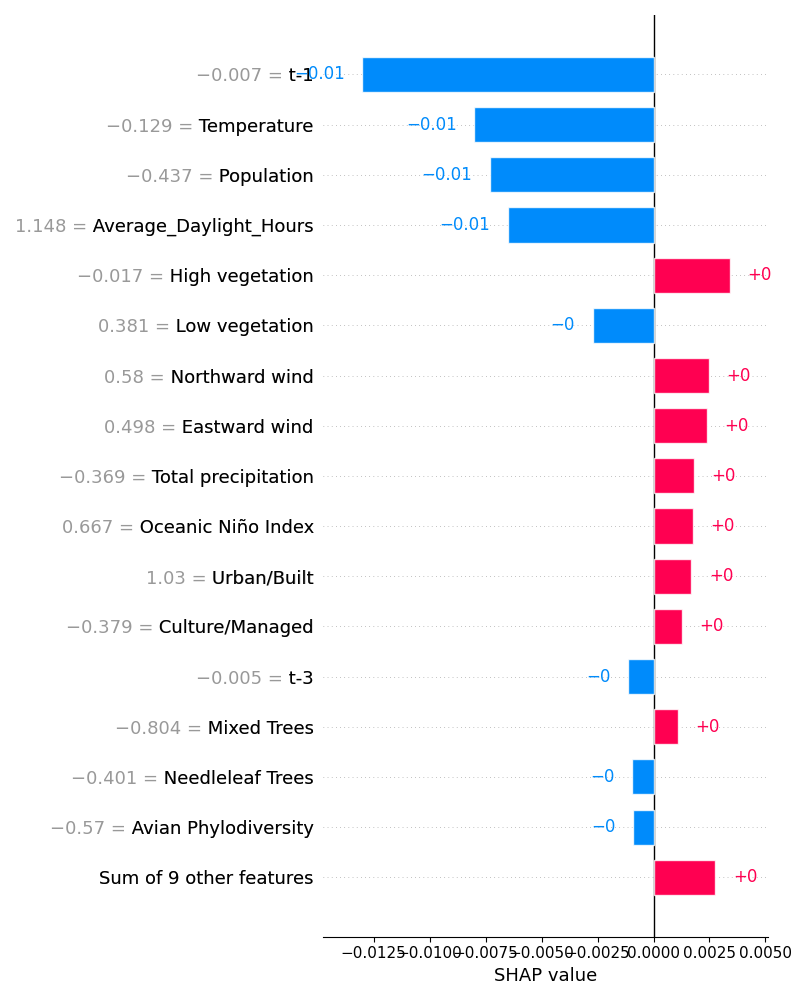 −0.007 = t-1 −0.01
−0.129 = Temperature −0.01
−0.437 = Population −0.01
1.148 = Average_Daylight_Hours −0.01
−0.017 = High vegetation +0
0.381 = Low vegetation −0
0.58 = Northward wind +0
0.498 = Eastward wind +0
−0.369 = Total precipitation +0
0.667 = Oceanic Niño Index +0
1.03 = Urban/Built +0
−0.379 = Culture/Managed +0
−0.005 = t-3 −0
−0.804 = Mixed Trees +0
−0.401 = Needleleaf Trees −0
−0.57 = Avian Phylodiversity −0
Sum of 9 other features +0
−0.0125 −0.0100 −0.0075 −0.0050 −0.0025 0.0000 0.0025 0.0050
SHAP value